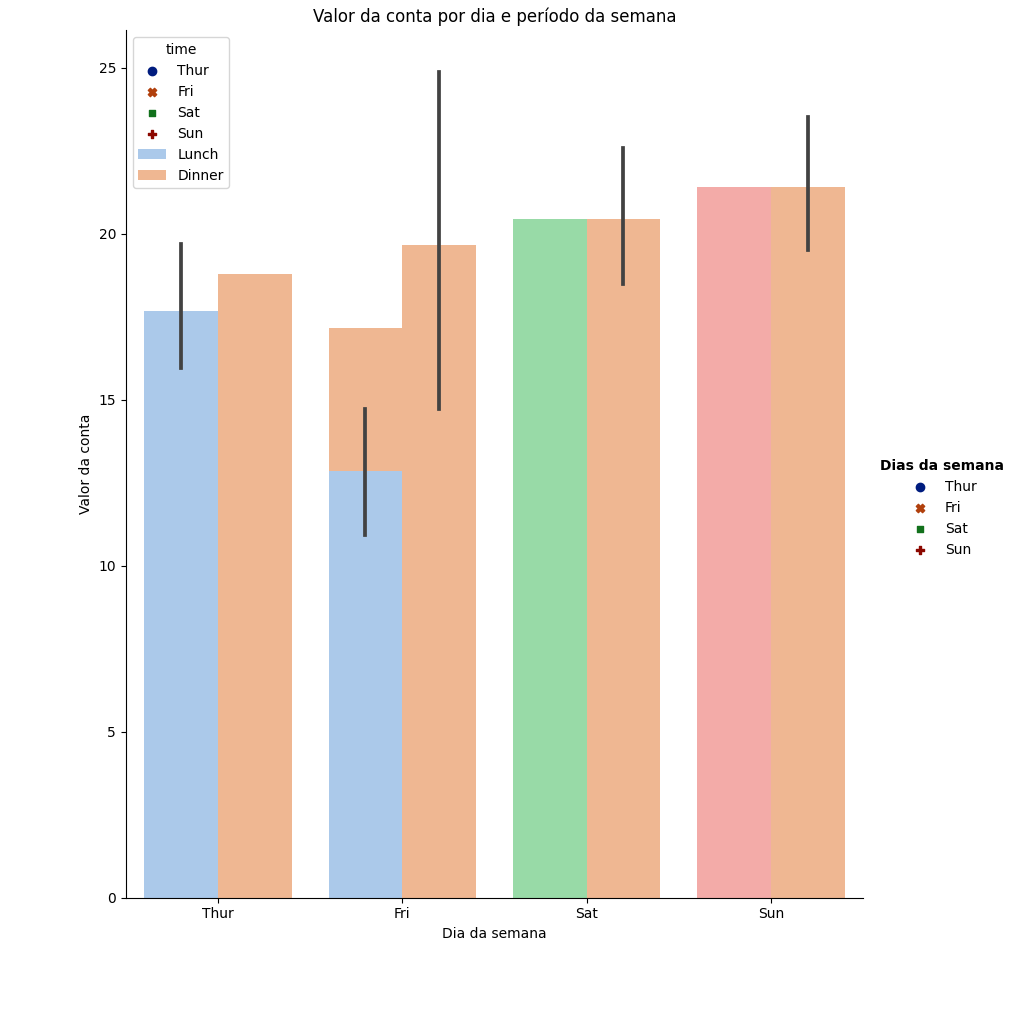 Valor da conta por dia e período da semana
time
Thur
Fri
Sat
Sun
Lunch
Dinner
25
20
15
10
5
0
Valor da conta
Thur Fri Sat Sun
Dia da semana
Dias da semana
Thur
Fri
Sat
Sun